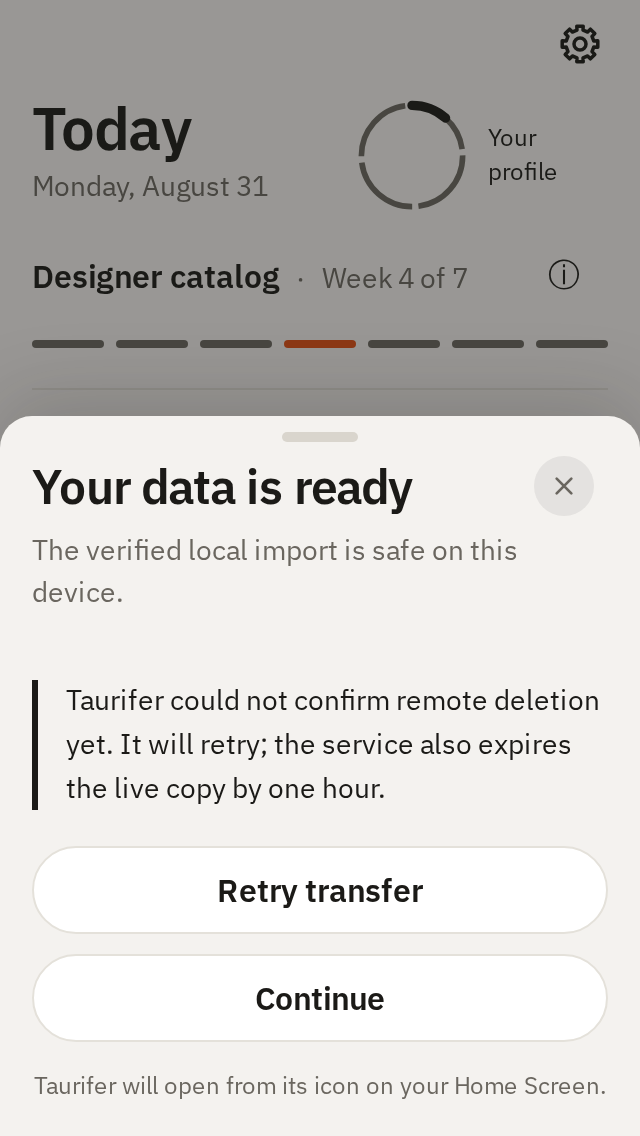 Today
Monday, August 31
Your
profile
Designer catalog · Week 4 of 7
Your data is ready
The verified local import is safe on this
device.
Taurifer could not confirm remote deletion
yet. It will retry; the service also expires
the live copy by one hour.
Retry transfer
Continue
Taurifer will open from its icon on your Home Screen.